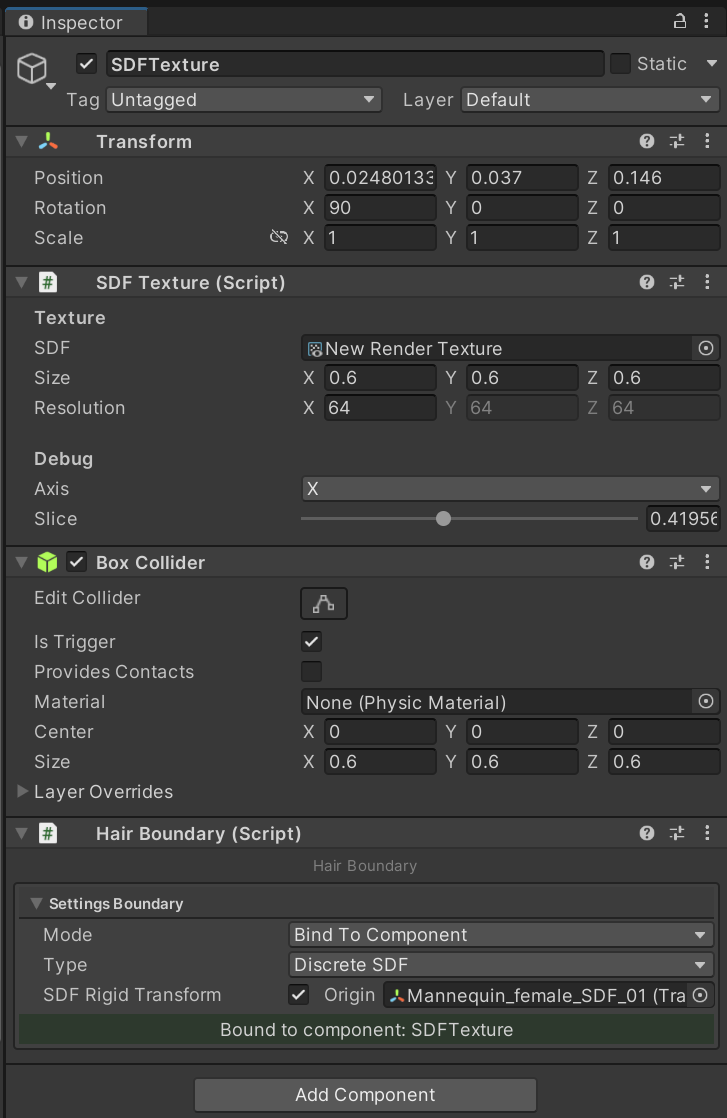 Inspector
SDFTexture
Static
Tag Untagged Layer Default
Transform
Position X 0.02480133 Y 0.037 Z 0.146
Rotation X 90 Y 0 Z 0
Scale X 1 Y 1 Z 1
# SDF Texture (Script)
Texture
SDF New Render Texture
Size X 0.6 Y 0.6 Z 0.6
Resolution X 64 Y 64 Z 64
Debug
Axis X
Slice 0.41956
Box Collider
Edit Collider
Is Trigger
Provides Contacts
Material None (Physic Material)
Center X 0 Y 0 Z 0
Size X 0.6 Y 0.6 Z 0.6
Layer Overrides
# Hair Boundary (Script)
Hair Boundary
Settings Boundary
Mode Bind To Component
Type Discrete SDF
SDF Rigid Transform Origin Mannequin_female_SDF_01 (Tra
Bound to component: SDFTexture
Add Component